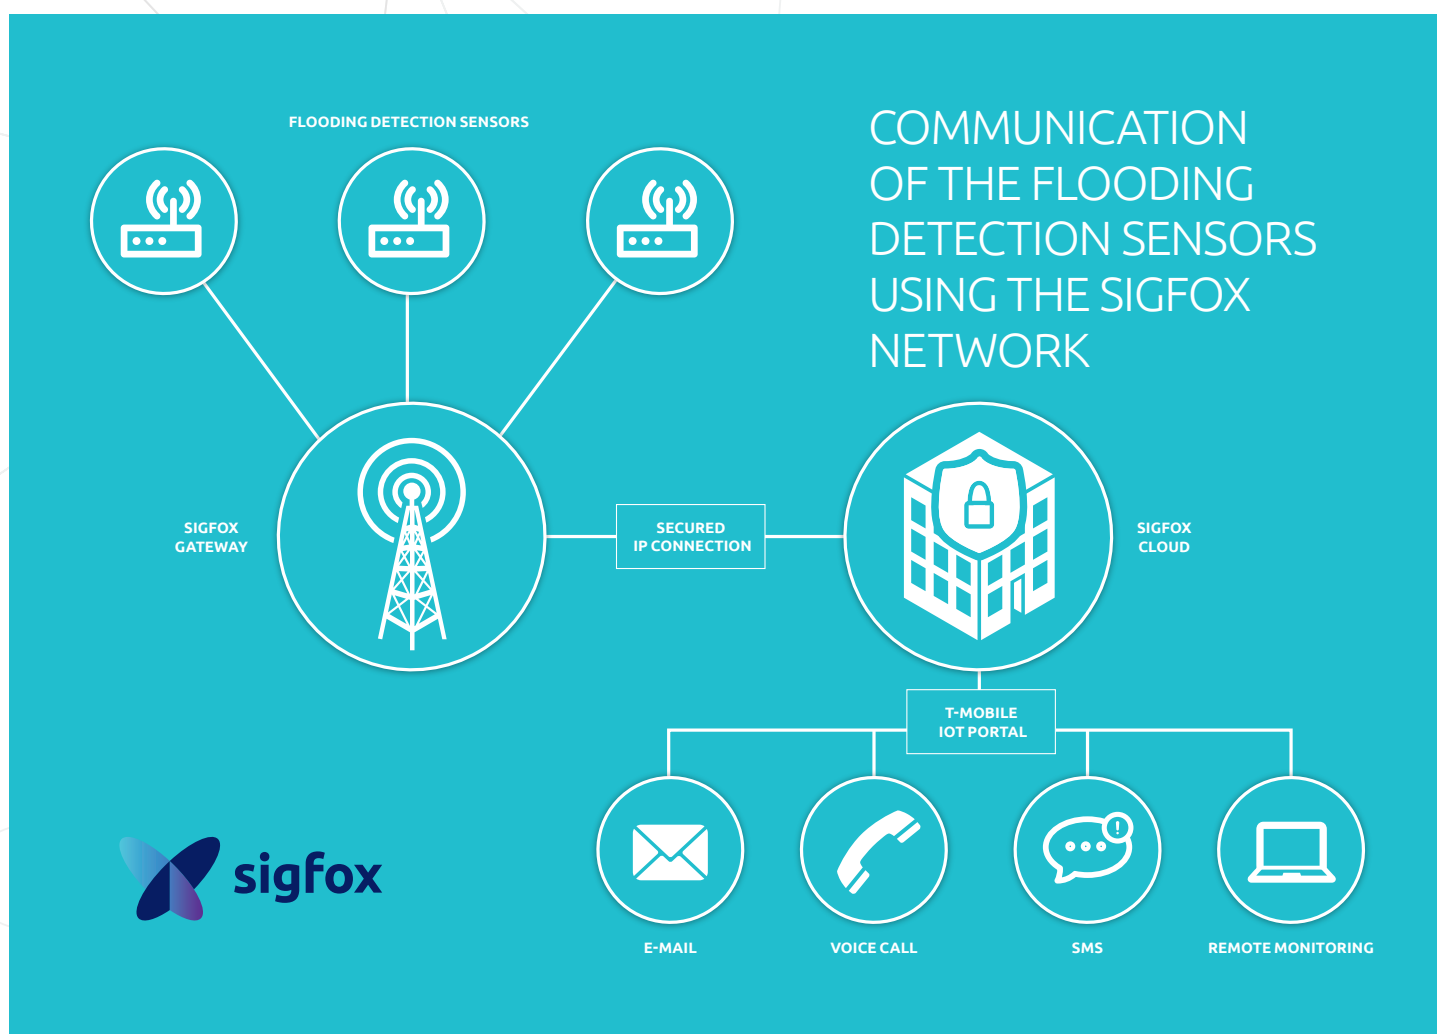 FLOODING DETECTION SENSORS
COMMUNICATION
OF THE FLOODING
DETECTION SENSORS
USING THE SIGFOX
NETWORK
SIGFOX
GATEWAY
SECURED
IP CONNECTION
SIGFOX
CLOUD
T-MOBILE
IOT PORTAL
!
sigfox
E-MAIL
VOICE CALL
SMS
REMOTE MONITORING